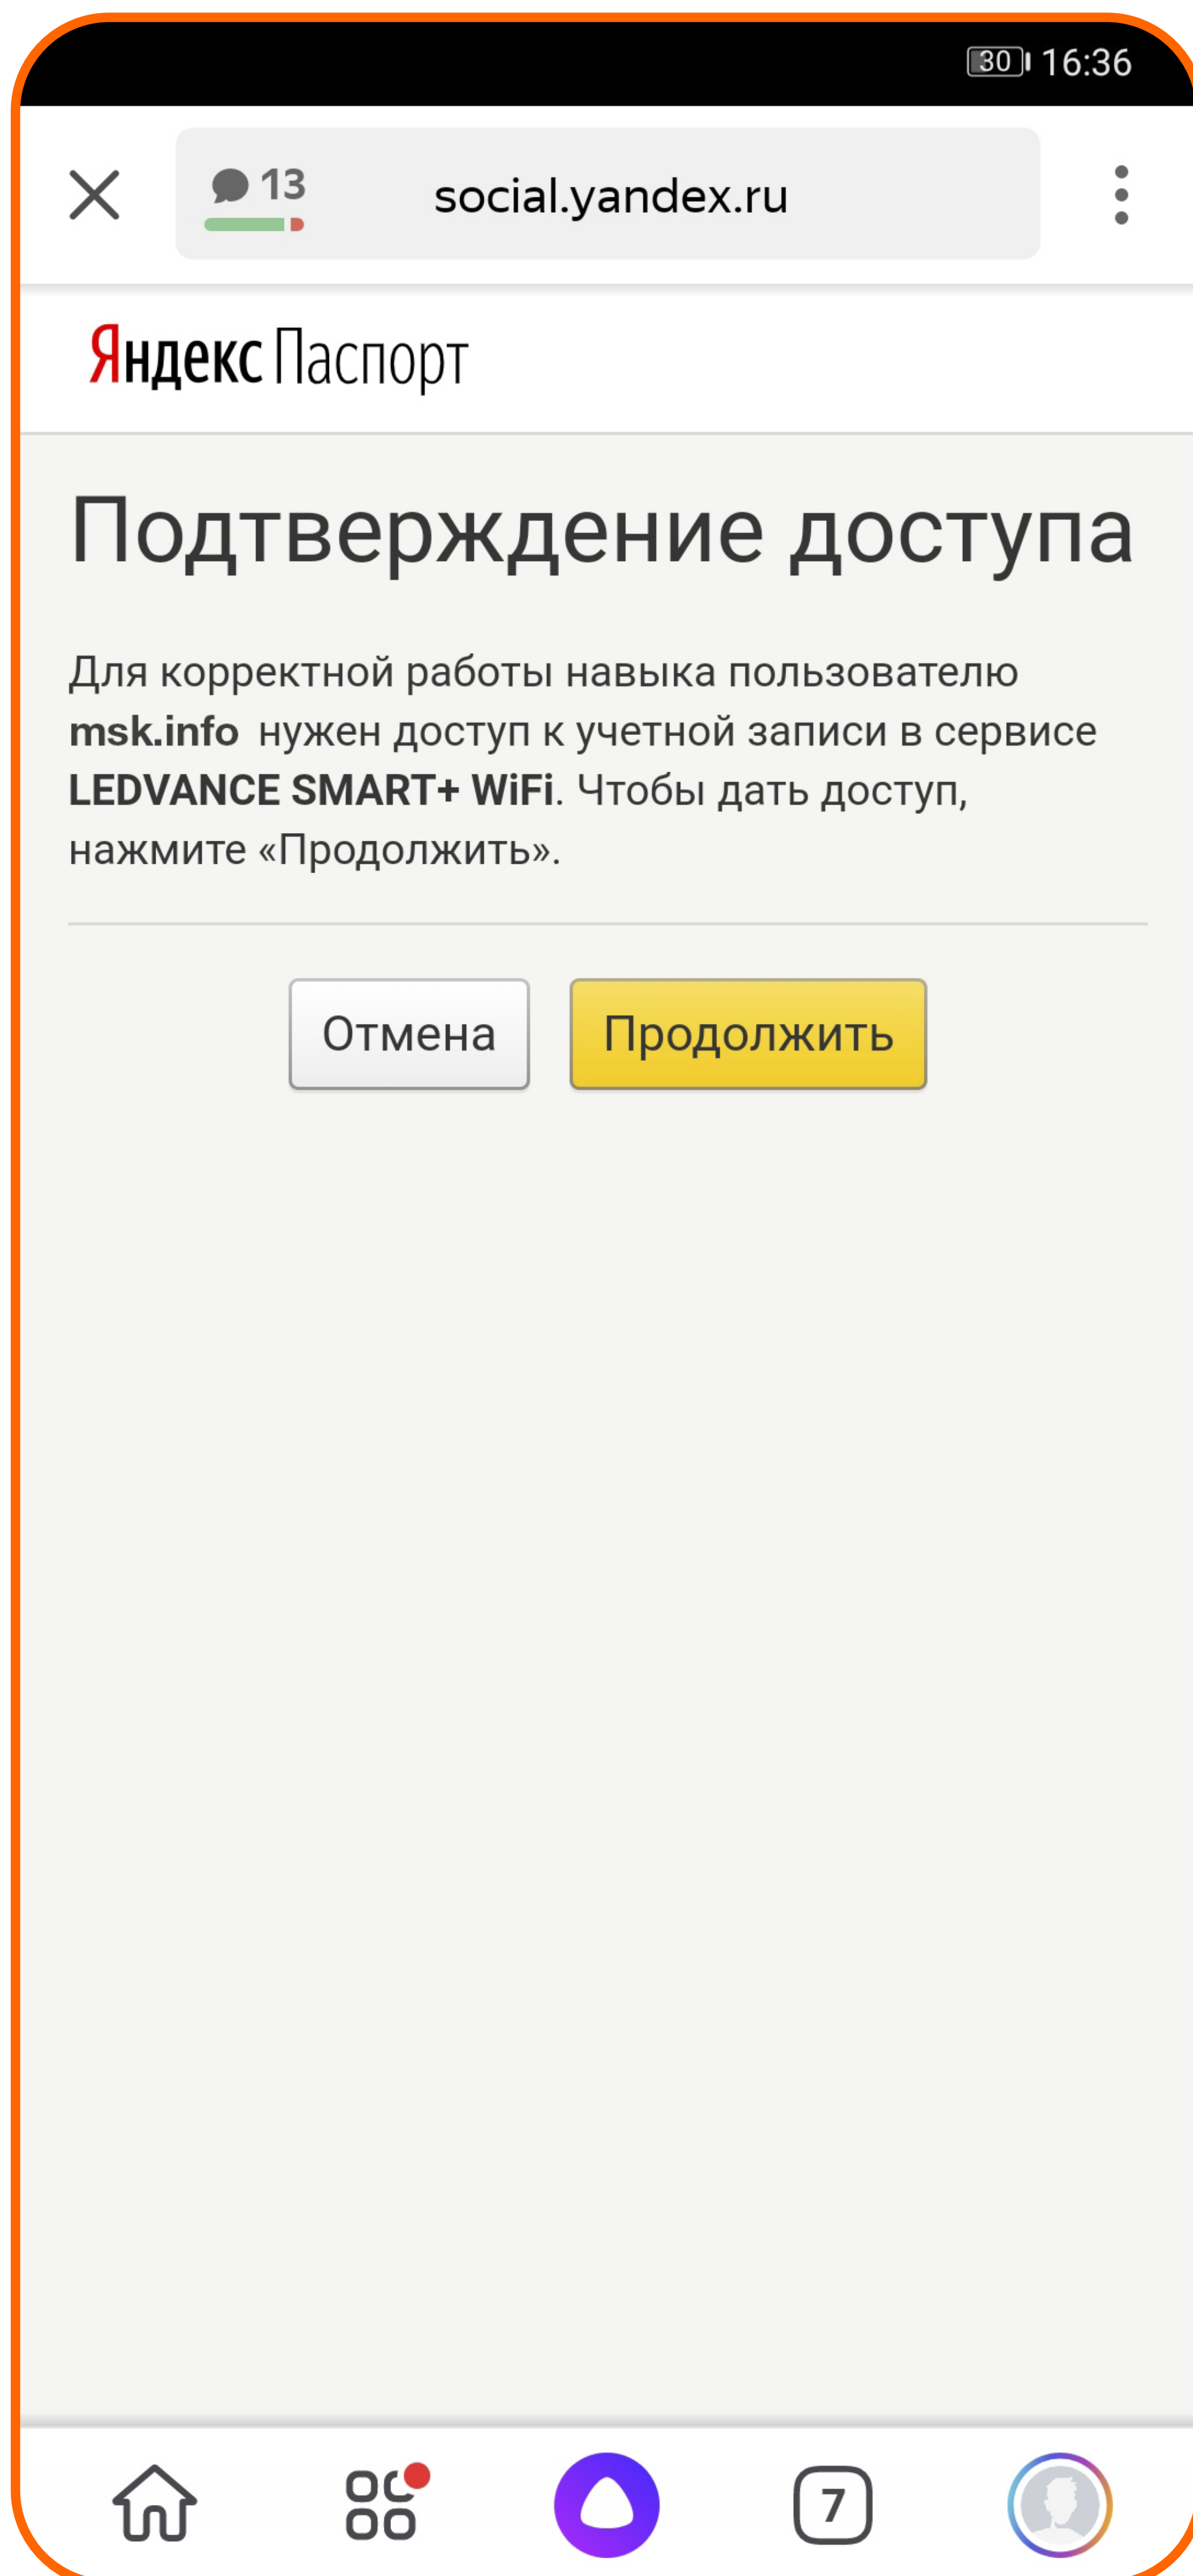 30 16:36
13 social.yandex.ru
Яндекс Паспорт
Подтверждение доступа
Для корректной работы навыка пользователю
msk.info нужен доступ к учетной записи в сервисе
LEDVANCE SMART+ WiFi. Чтобы дать доступ,
нажмите «Продолжить».
Отмена Продолжить
7